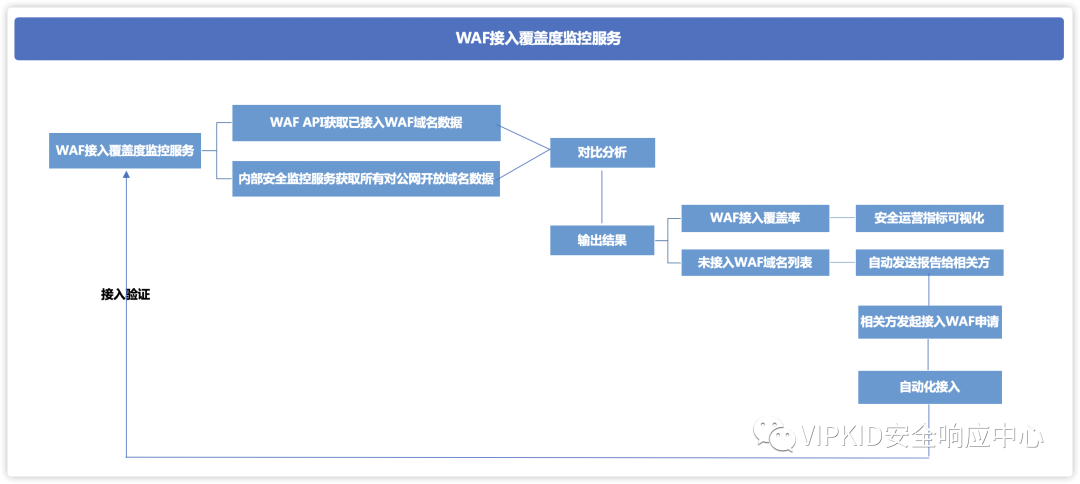 WAF接入覆盖度监控服务
WAF接入覆盖度监控服务
WAF API获取已接入WAF域名数据
内部安全监控服务获取所有对公网开放域名数据
对比分析
输出结果
WAF接入覆盖率
安全运营指标可视化
未接入WAF域名列表
自动发送报告给相关方
接入验证
相关方发起接入WAF申请
自动化接入
VIPKID安全响应中心